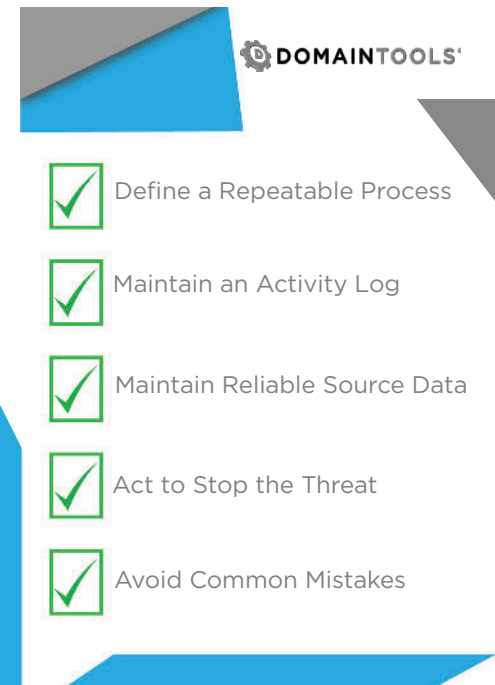 DOMAINTOOLS
Define a Repeatable Process
Maintain an Activity Log
Maintain Reliable Source Data
Act to Stop the Threat
Avoid Common Mistakes